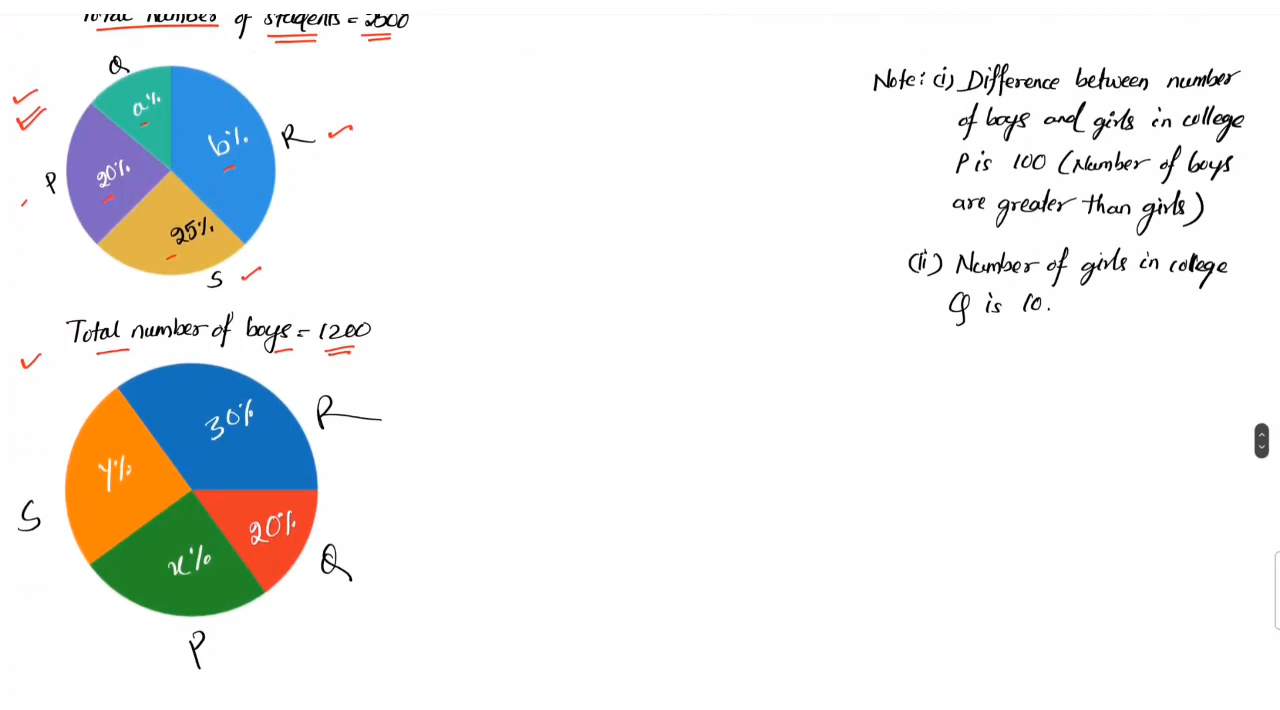 Total Number of students = 2500
Q
a%
b%
R
P
20%
25%
S
Total number of boys = 1200
30%
R
y%
S
20%
Q
x%
P
Note: (i) Difference between number
of boys and girls in college
P is 100 (Number of boys
are greater than girls)
(ii) Number of girls in college
Q is 10.